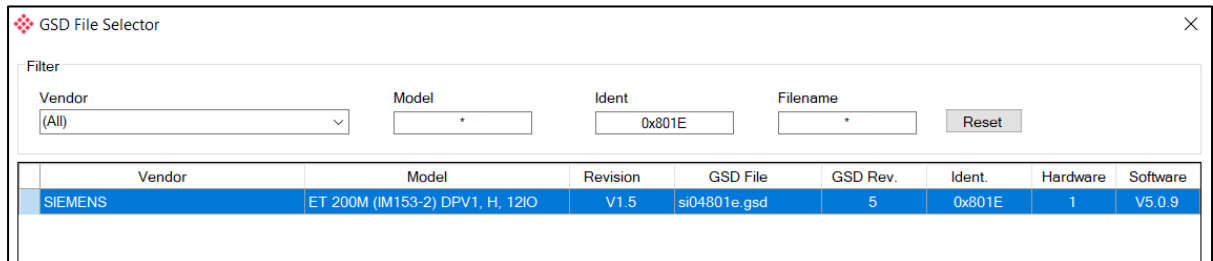 GSD File Selector
Filter
Vendor Model Ident Filename
(All) * 0x801E * Reset
Vendor Model Revision GSD File GSD Rev. Ident. Hardware Software
SIEMENS ET 200M (IM153-2) DPV1, H, 12IO V1.5 si04801e.gsd 5 0x801E 1 V5.0.9